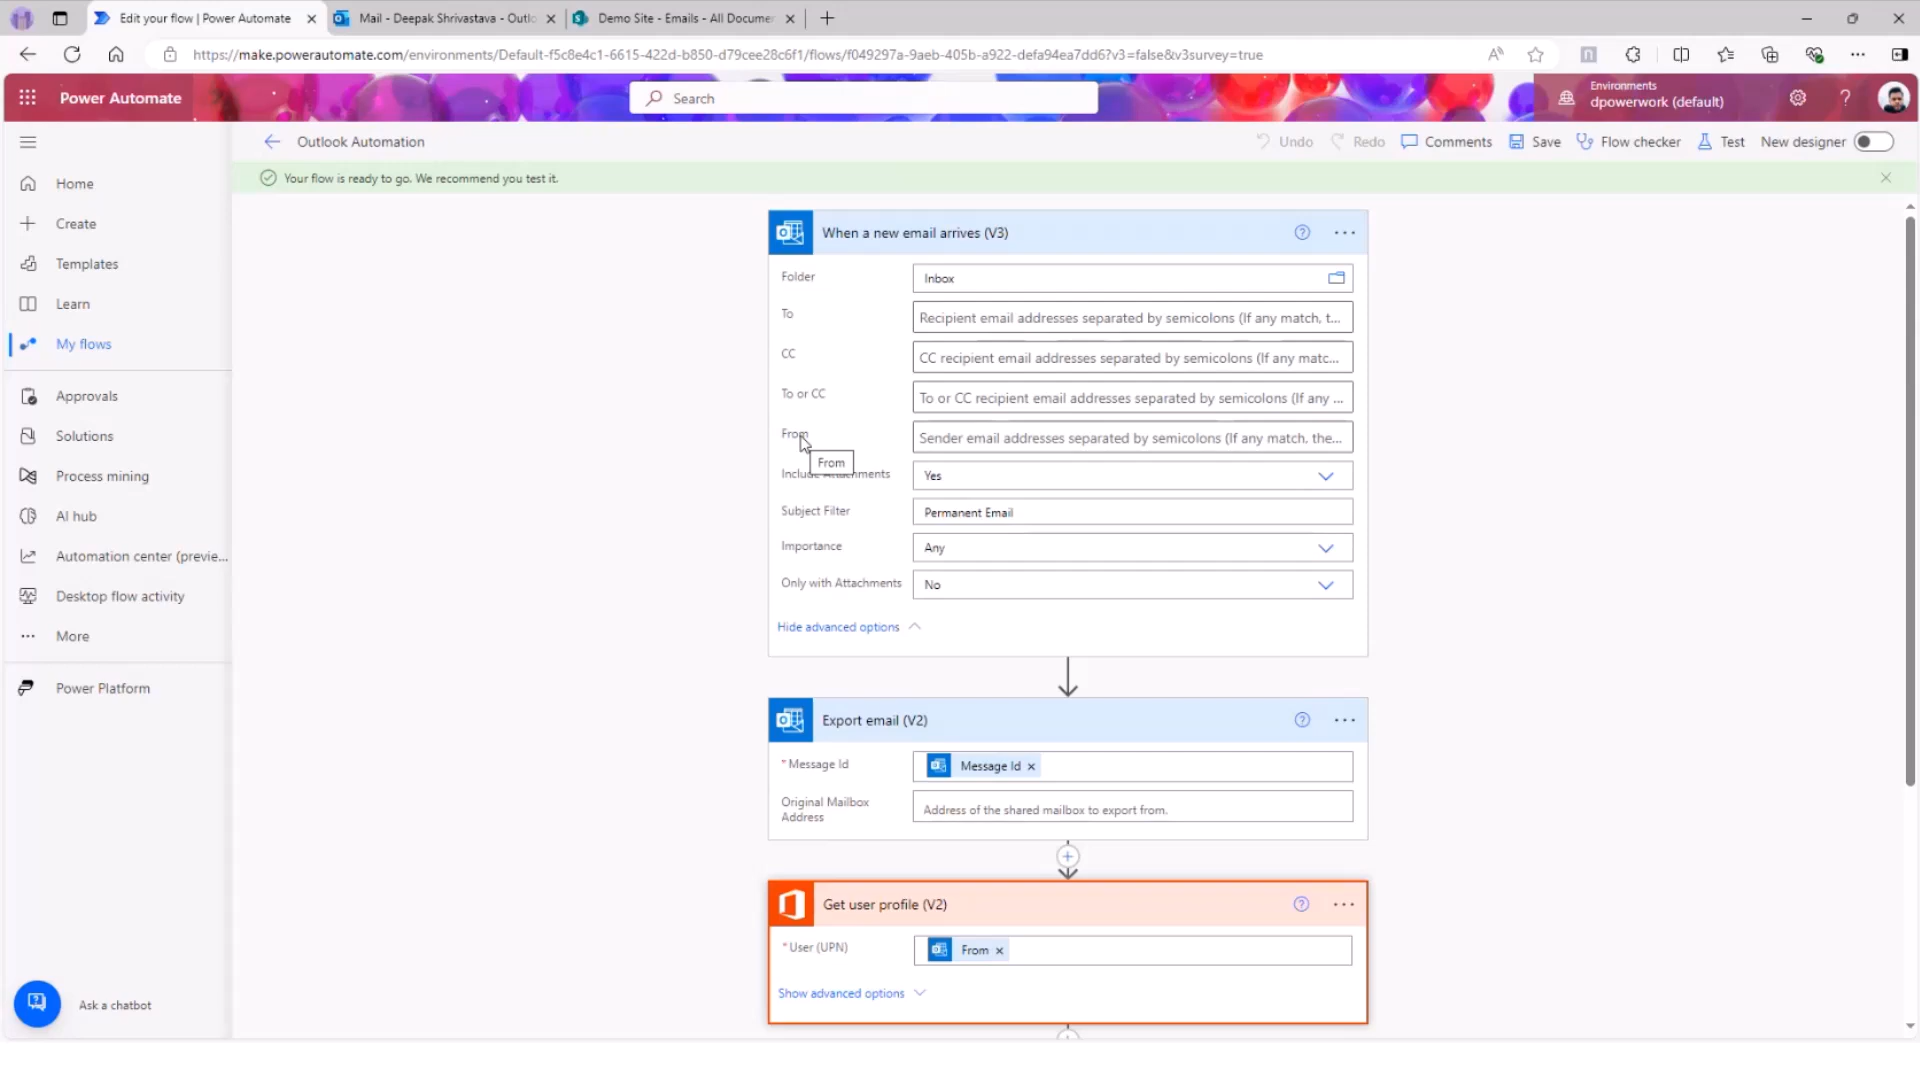 Edit your flow | Power Automate
Mail - Deepak Shrivastava - Outlo
Demo Site - Emails - All Documen
https://make.powerautomate.com/environments/Default-f5c8e4c1-6615-422d-b850-d79cee28c6f1/flows/f049297a-9aeb-405b-a922-defa94ea7dd6?v3=false&v3survey=true
Power Automate
Search
Environments
dpowerwork (default)
Outlook Automation
Undo
Redo
Comments
Save
Flow checker
Test
New designer
Your flow is ready to go. We recommend you test it.
Home
Create
Templates
Learn
My flows
Approvals
Solutions
Process mining
AI hub
Automation center (previe...
Desktop flow activity
More
Power Platform
Ask a chatbot
When a new email arrives (V3)
Folder
Inbox
To
Recipient email addresses separated by semicolons (If any match, t...
CC
CC recipient email addresses separated by semicolons (If any matc...
To or CC
To or CC recipient email addresses separated by semicolons (If any ...
From
Sender email addresses separated by semicolons (If any match, the...
From
Include Attachments
Yes
Subject Filter
Permanent Email
Importance
Any
Only with Attachments
No
Hide advanced options
Export email (V2)
* Message Id
Message Id
Original Mailbox
Address
Address of the shared mailbox to export from.
Get user profile (V2)
* User (UPN)
From
Show advanced options